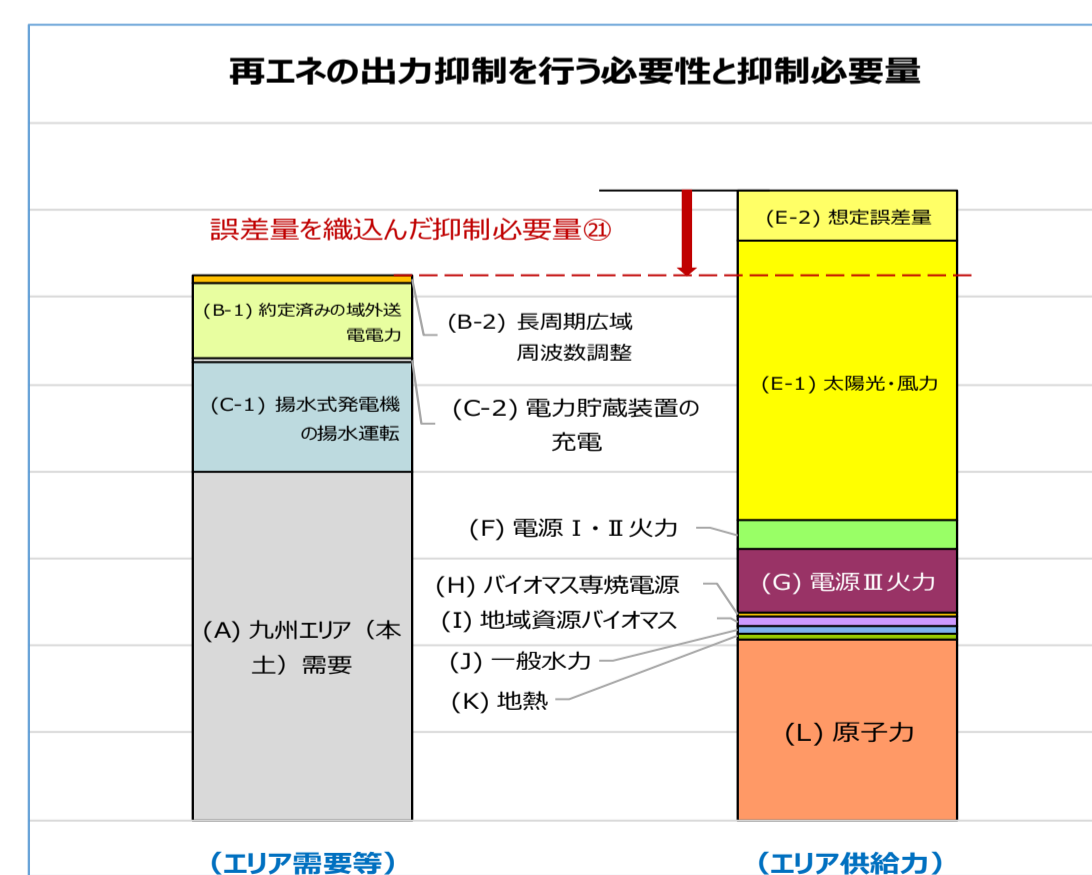 再エネの出力抑制を行う必要性と抑制必要量
誤差量を織込んだ抑制必要量㉑
(B-1) 約定済みの域外送
電電力
(B-2) 長周期広域
周波数調整
(C-1) 揚水式発電機
の揚水運転
(C-2) 電力貯蔵装置の
充電
(A) 九州エリア（本
土）需要
(E-2) 想定誤差量
(E-1) 太陽光・風力
(F) 電源Ⅰ・Ⅱ火力
(G) 電源Ⅲ火力
(H) バイオマス専焼電源
(I) 地域資源バイオマス
(J) 一般水力
(K) 地熱
(L) 原子力
（エリア需要等）
（エリア供給力）